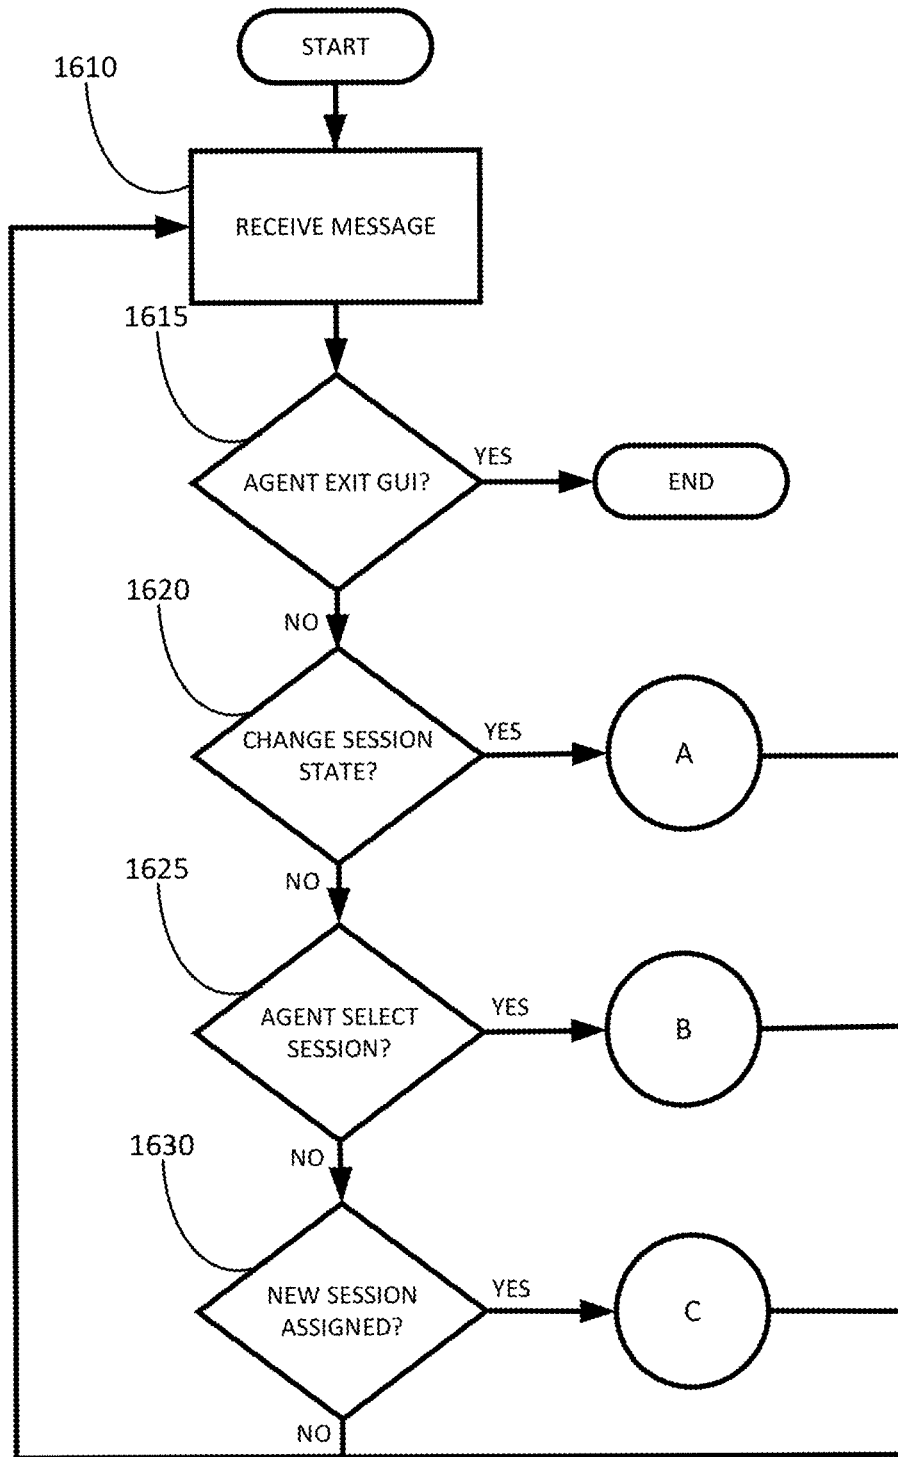 START
1610
RECEIVE MESSAGE
1615
AGENT EXIT GUI?
YES
END
1620
NO
CHANGE SESSION
STATE?
YES
A
1625
NO
AGENT SELECT
SESSION?
YES
B
1630
NO
NEW SESSION
ASSIGNED?
YES
C
NO